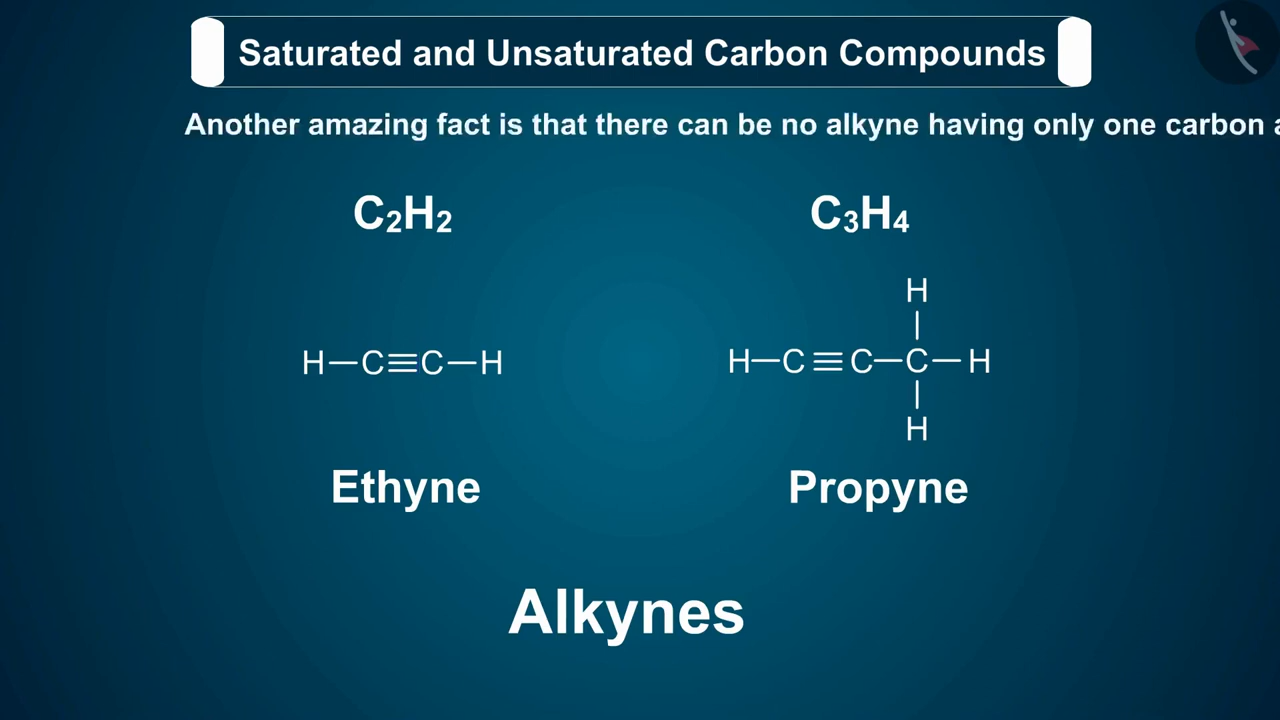 Saturated and Unsaturated Carbon Compounds
Another amazing fact is that there can be no alkyne having only one carbon a
C₂H₂ C₃H₄
H
H—C≡C—H H—C≡C—C—H
H
Ethyne Propyne
Alkynes